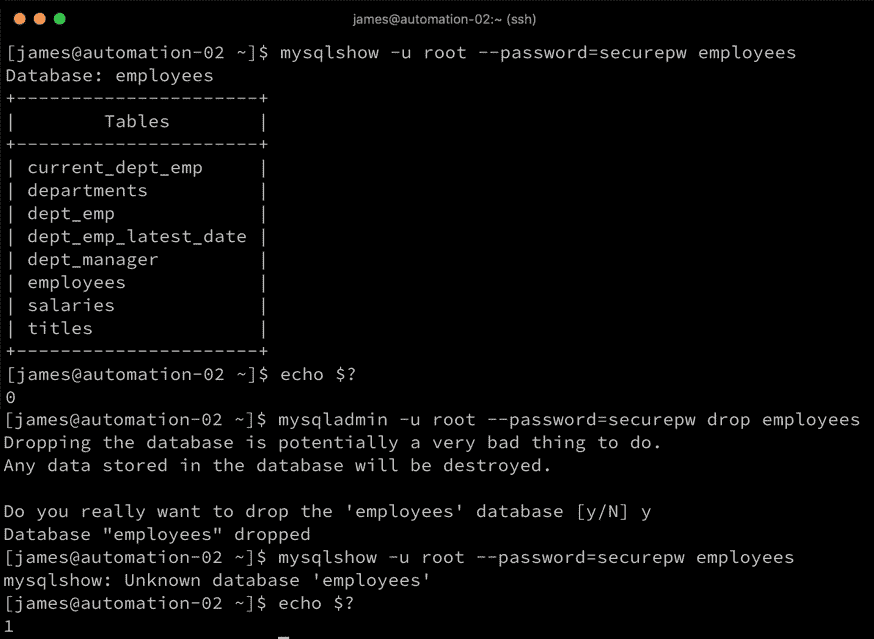 james@automation-02:~ (ssh)
[james@automation-02 ~]$ mysqlshow -u root --password=securepw employees
Database: employees
+----------------------+
|        Tables        |
+----------------------+
| current_dept_emp     |
| departments          |
| dept_emp             |
| dept_emp_latest_date |
| dept_manager         |
| employees            |
| salaries             |
| titles               |
+----------------------+
[james@automation-02 ~]$ echo $?
0
[james@automation-02 ~]$ mysqladmin -u root --password=securepw drop employees
Dropping the database is potentially a very bad thing to do.
Any data stored in the database will be destroyed.

Do you really want to drop the 'employees' database [y/N] y
Database "employees" dropped
[james@automation-02 ~]$ mysqlshow -u root --password=securepw employees
mysqlshow: Unknown database 'employees'
[james@automation-02 ~]$ echo $?
1